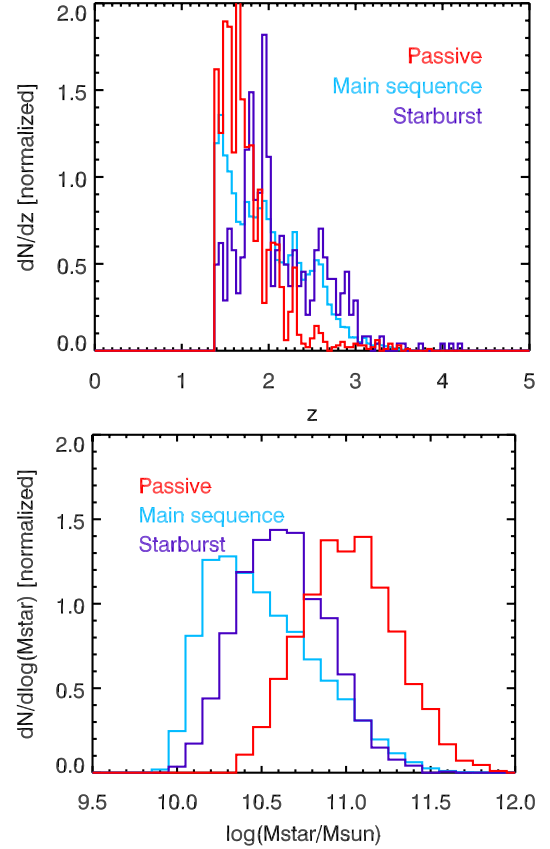 2.0
1.5
1.0
0.5
0.0
dN/dz [normalized]
Passive
Main sequence
Starburst
0 1 2 3 4 5
z
2.0
1.5
1.0
0.5
0.0
dN/dlog(Mstar) [normalized]
Passive
Main sequence
Starburst
9.5 10.0 10.5 11.0 11.5 12.0
log(Mstar/Msun)